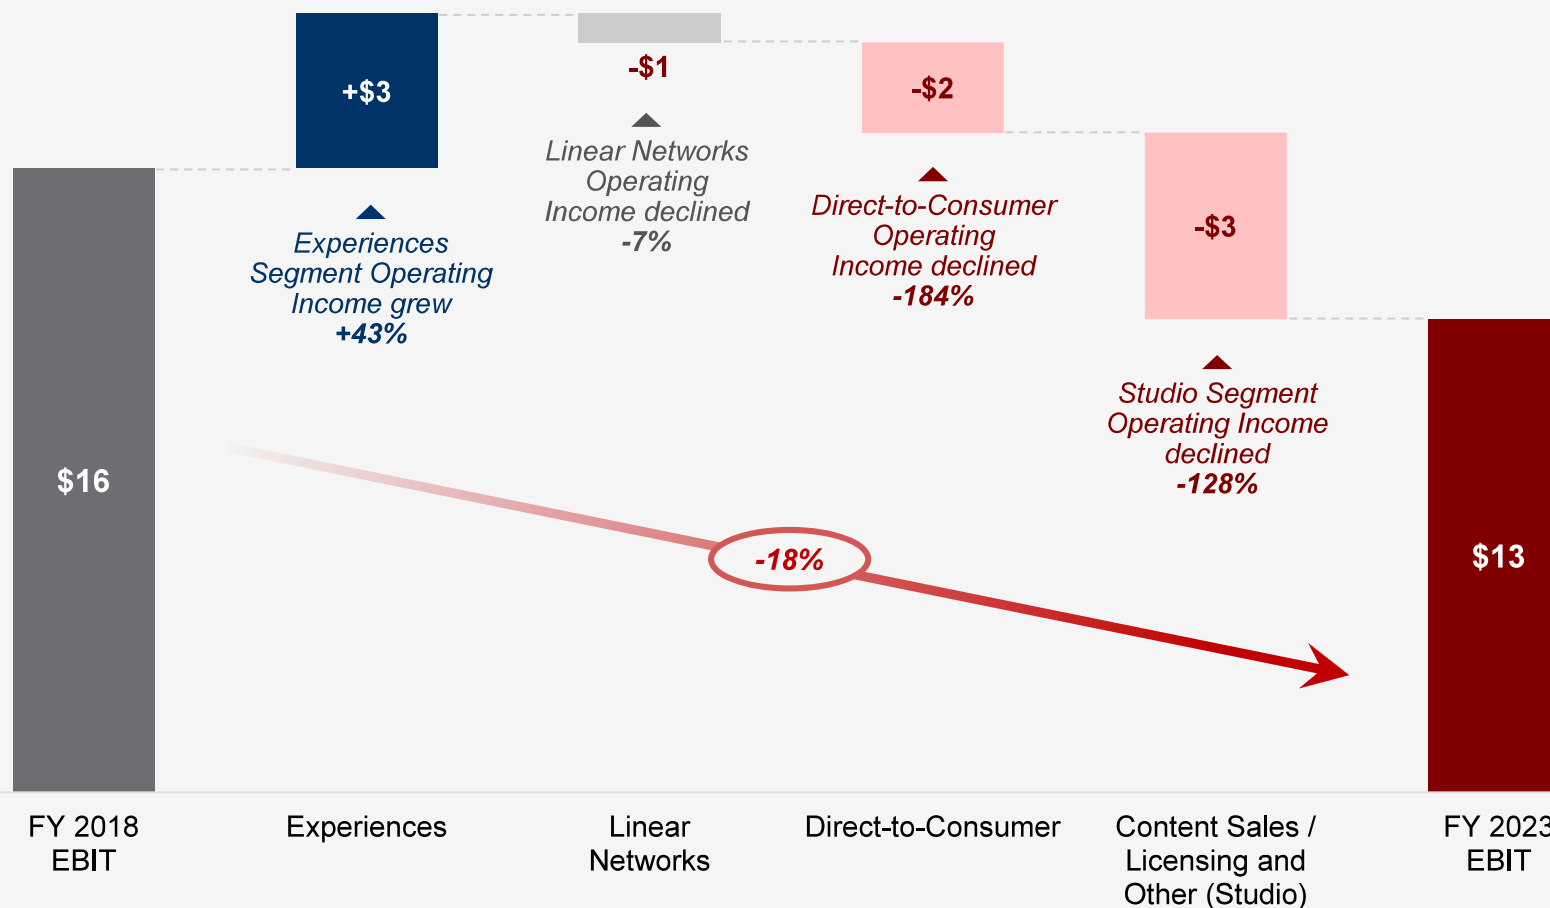 +$3
-$1
-$2
-$3
Linear Networks
Operating
Income declined
-7%
Experiences
Segment Operating
Income grew
+43%
Direct-to-Consumer
Operating
Income declined
-184%
Studio Segment
Operating Income
declined
-128%
$16
-18%
$13
FY 2018
EBIT
Experiences
Linear
Networks
Direct-to-Consumer
Content Sales /
Licensing and
Other (Studio)
FY 2023
EBIT